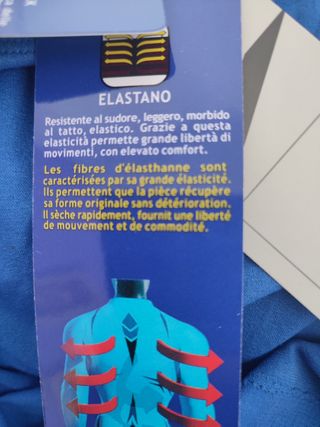 ELASTANO
Resistente al sudore, leggero, morbido
al tatto, elastico. Grazie a questa
elasticità permette grande libertà di
movimenti, con elevato comfort.
Les fibres d'élasthanne sont
caractérisées par sa grande élasticité.
Ils permettent que la pièce récupère
sa forme originale sans détérioration.
Il sèche rapidement, fournit une liberté
de mouvement et de commodité.